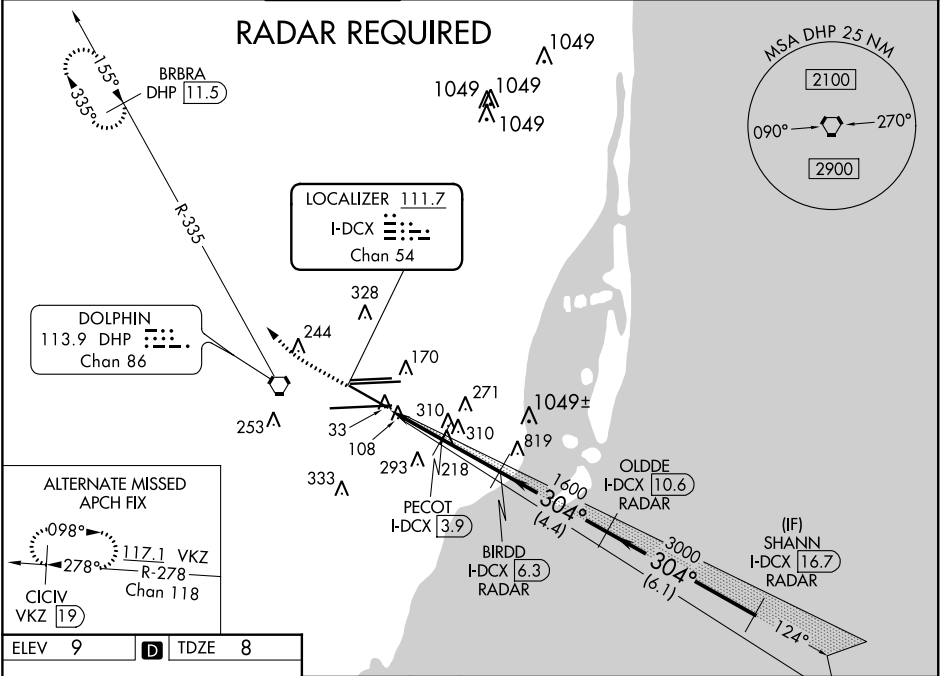 RADAR REQUIRED
1049
1049
1049
1049
MSA DHP 25 NM
2100
090°
270°
2900
155°
335°
BRBRA
DHP 11.5
R-335
LOCALIZER 111.7
I-DCX
Chan 54
DOLPHIN
113.9 DHP
Chan 86
328
244
170
271
1049±
253
33
108
310
310
819
293
218
333
PECOT
I-DCX 3.9
BIRDD
I-DCX 6.3
RADAR
1600
304°
(4.4)
OLDDE
I-DCX 10.6
RADAR
3000
304°
(6.1)
(IF)
SHANN
I-DCX 16.7
RADAR
124°
ALTERNATE MISSED
APCH FIX
098°
278°
117.1 VKZ
R-278
Chan 118
CICIV
VKZ 19
ELEV 9
D
TDZE 8